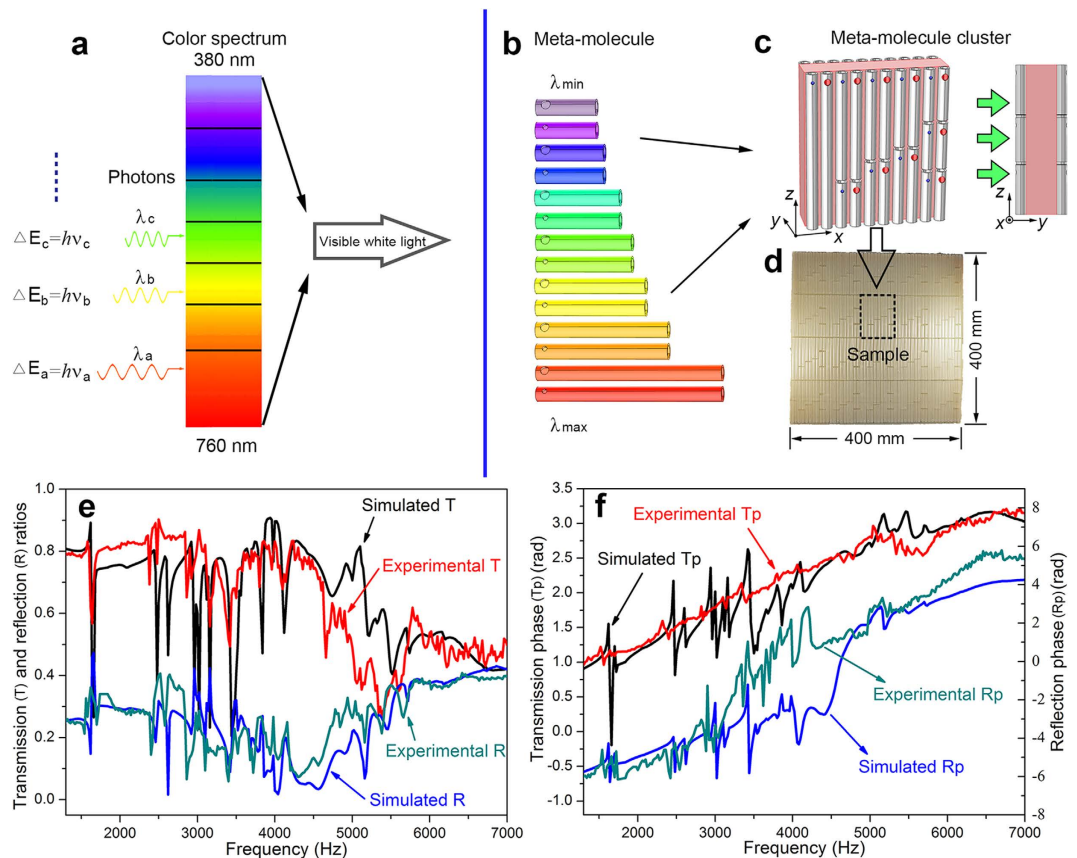 a
Color spectrum
380 nm
Photons
λc
△Ec=hνc
λb
△Eb=hνb
λa
△Ea=hνa
760 nm
Visible white light
b
Meta-molecule
λmin
λmax
c
Meta-molecule cluster
z
y
x
z
x
y
d
Sample
400 mm
400 mm
e
Transmission (T) and reflection (R) ratios
1.0
0.8
0.6
0.4
0.2
0.0
Simulated T
Experimental T
Experimental R
Simulated R
2000 3000 4000 5000 6000 7000
Frequency (Hz)
f
Transmission phase (Tp) (rad)
3.5
3.0
2.5
2.0
1.5
1.0
0.5
0.0
-0.5
-1.0
Experimental Tp
Simulated Tp
Experimental Rp
Simulated Rp
8
6
4
2
0
-2
-4
-6
-8
Reflection phase (Rp) (rad)
2000 3000 4000 5000 6000 7000
Frequency (Hz)